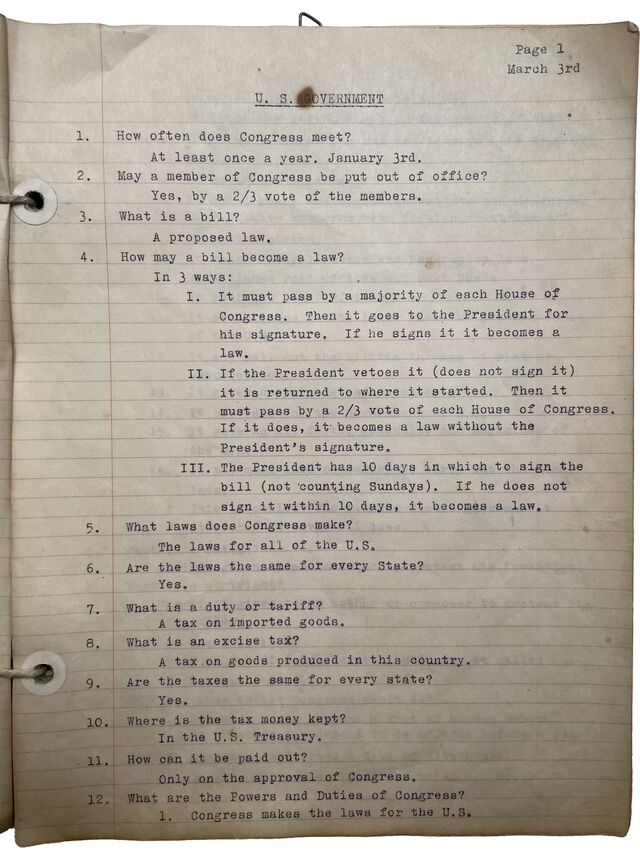 Page 1
March 3rd
U. S. GOVERNMENT
1. How often does Congress meet?
At least once a year. January 3rd.
2. May a member of Congress be put out of office?
Yes, by a 2/3 vote of the members.
3. What is a bill?
A proposed law.
4. How may a bill become a law?
In 3 ways:
I. It must pass by a majority of each House of
Congress. Then it goes to the President for
his signature. If he signs it it becomes a
law.
II. If the President vetoes it (does not sign it)
it is returned to where it started. Then it
must pass by a 2/3 vote of each House of Congress.
If it does, it becomes a law without the
President's signature.
III. The President has 10 days in which to sign the
bill (not counting Sundays). If he does not
sign it within 10 days, it becomes a law.
5. What laws does Congress make?
The laws for all of the U.S.
6. Are the laws the same for every State?
Yes.
7. What is a duty or tariff?
A tax on imported goods.
8. What is an excise tax?
A tax on goods produced in this country.
9. Are the taxes the same for every state?
Yes.
10. Where is the tax money kept?
In the U.S. Treasury.
11. How can it be paid out?
Only on the approval of Congress.
12. What are the Powers and Duties of Congress?
1. Congress makes the laws for the U.S.